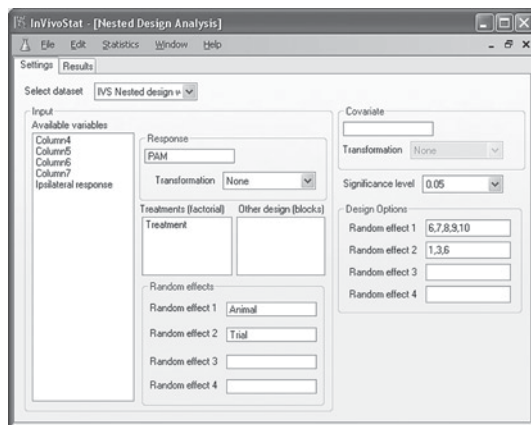 InVivoStat - [Nested Design Analysis]
File Edit Statistics Window Help
Settings Results
Select dataset IVS Nested design w
Input
Available variables
Column4
Column5
Column6
Column7
Ipsilateral response
Response
PAM
Transformation None
Treatments (factorial) Other design (blocks)
Treatment
Random effects
Random effect 1 Animal
Random effect 2 Trial
Random effect 3
Random effect 4
Covariate
Transformation None
Significance level 0.05
Design Options
Random effect 1 6,7,8,9,10
Random effect 2 1,3,6
Random effect 3
Random effect 4